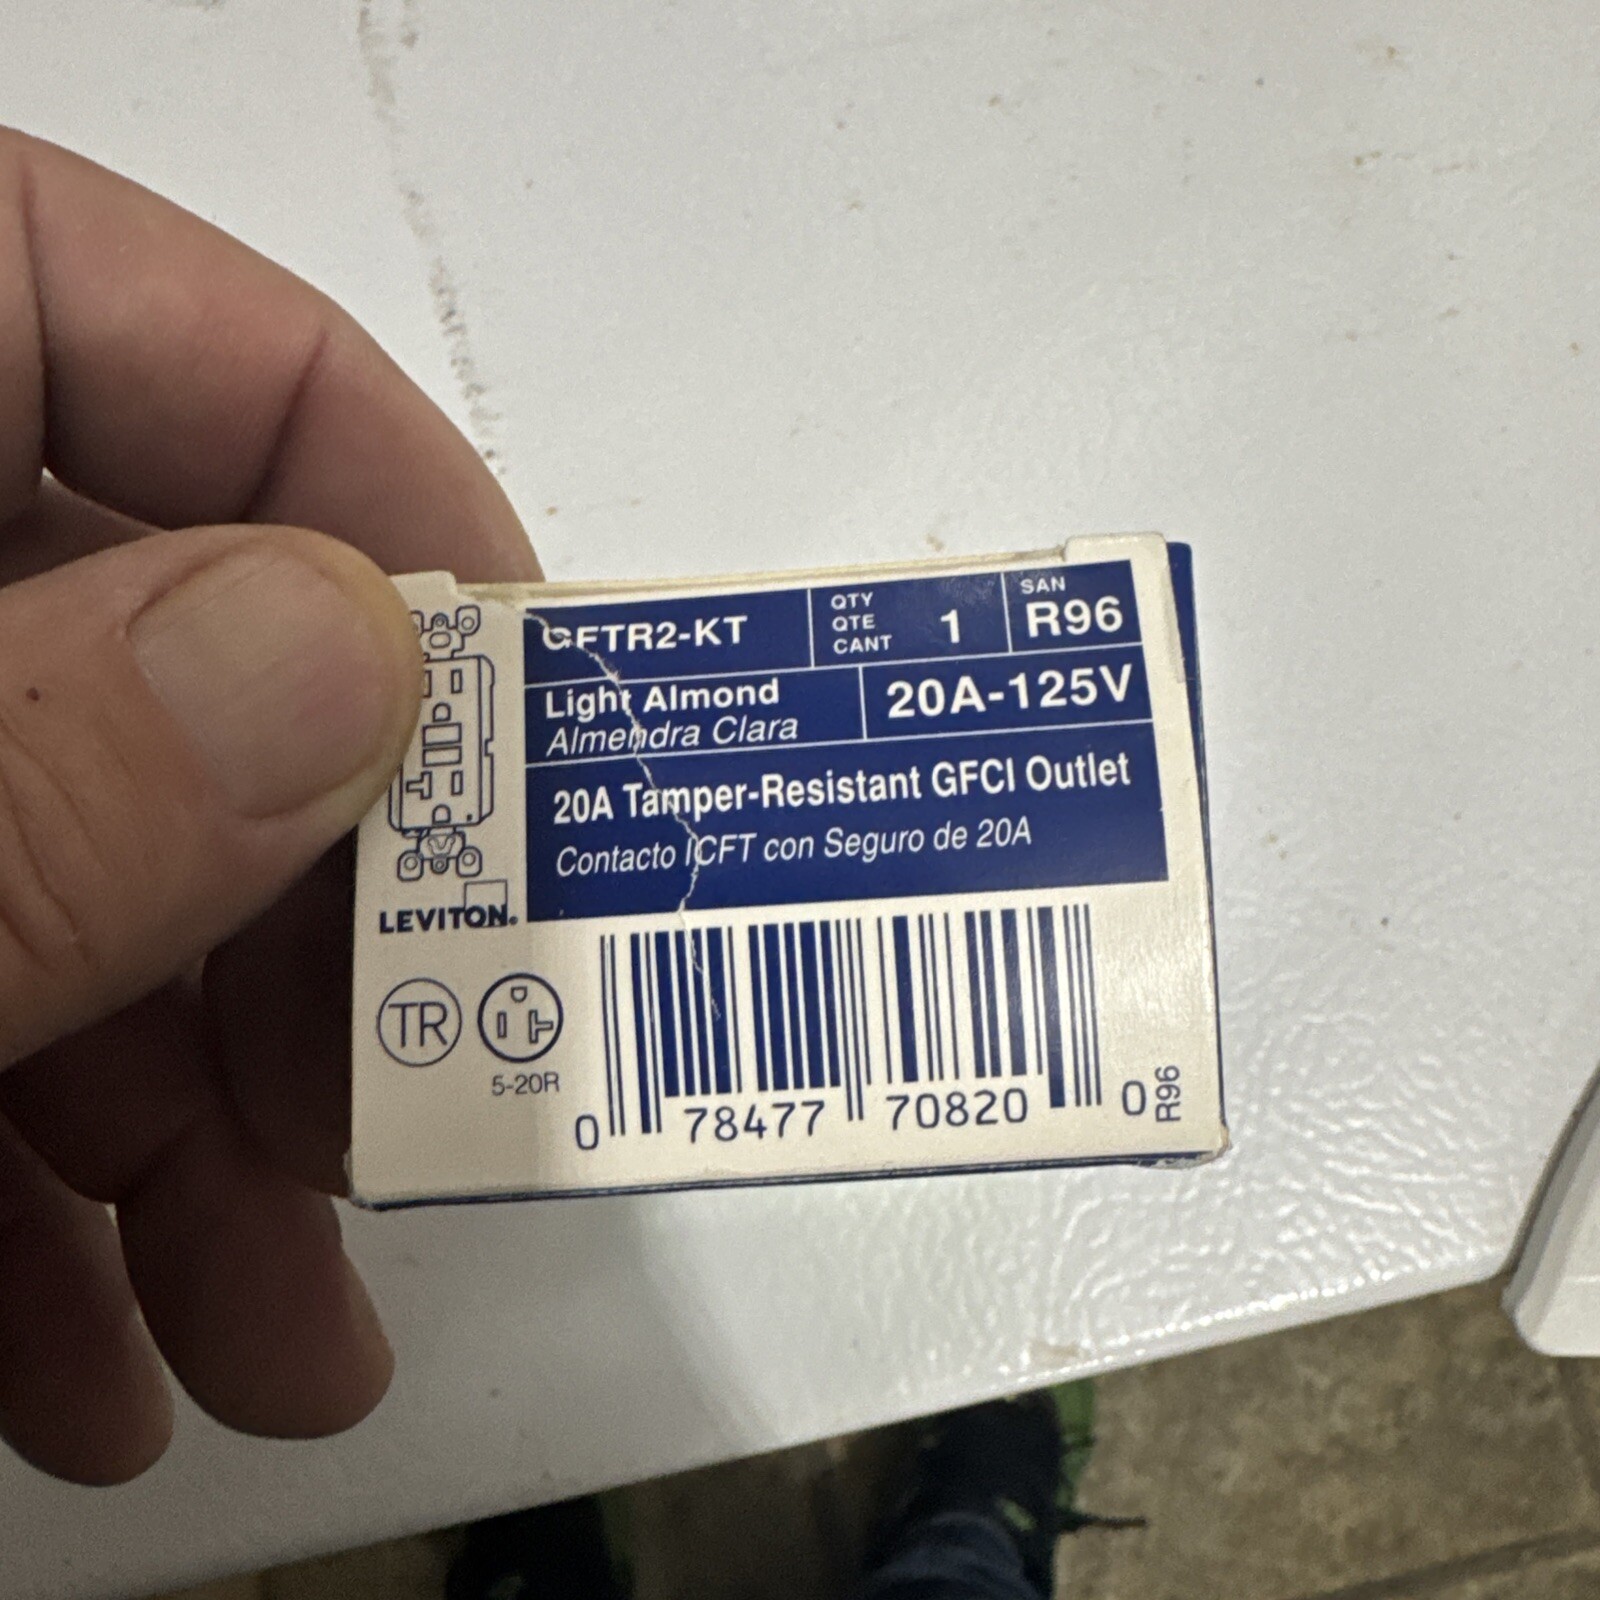 GFTR2-KT
QTY
QTE
CANT
1
SAN
R96
Light Almond
Almendra Clara
20A-125V
20A Tamper-Resistant GFCI Outlet
Contacto ICFT con Seguro de 20A
LEVITON®
TR
5-20R
0 78477 70820 0
R96